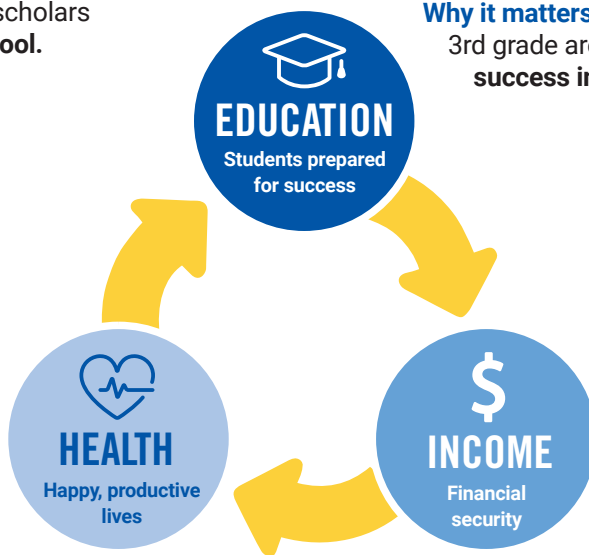 scholars
ool.
Why it matters
3rd grade are
success in
EDUCATION
Students prepared
for success
HEALTH
Happy, productive
lives
$
INCOME
Financial
security